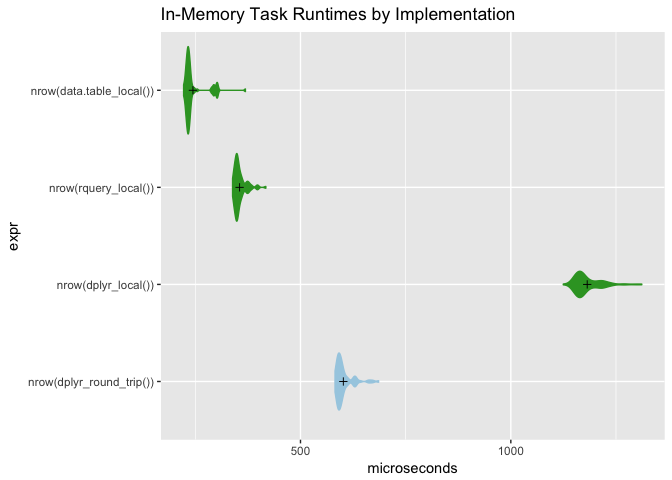 In-Memory Task Runtimes by Implementation
nrow(data.table_local())
nrow(rquery_local())
nrow(dplyr_local())
nrow(dplyr_round_trip())
expr
500
1000
microseconds